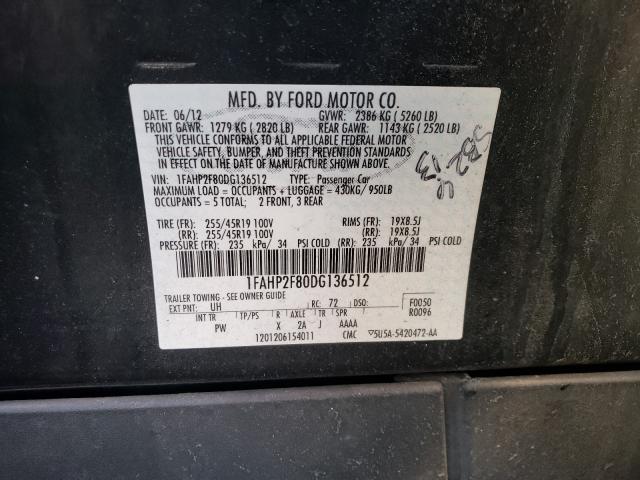 MFD. BY FORD MOTOR CO.
DATE: 06/12 GVWR: 2386 KG ( 5260 LB)
FRONT GAWR: 1279 KG ( 2820 LB) REAR GAWR: 1143 KG ( 2520 LB)
THIS VEHICLE CONFORMS TO ALL APPLICABLE FEDERAL MOTOR
VEHICLE SAFETY, BUMPER, AND THEFT PREVENTION STANDARDS
IN EFFECT ON THE DATE OF MANUFACTURE SHOWN ABOVE.
VIN: 1FAHP2F80DG136512 TYPE: Passenger Car
MAXIMUM LOAD = OCCUPANTS + LUGGAGE = 430KG/ 950LB
OCCUPANTS = 5 TOTAL; 2 FRONT, 3 REAR
TIRE (FR): 255/45R19 100V RIMS (FR): 19X8.5J
(RR): 255/45R19 100V (RR): 19X8.5J
PRESSURE (FR): 235 kPa/ 34 PSI COLD (RR): 235 kPa/ 34 PSI COLD
1FAHP2F80DG136512
TRAILER TOWING - SEE OWNER GUIDE
EXT PNT: UH RC: 72 DSO: F0050
R0096
INT TR TP/PS R AXLE TR SPR
PW X 2A J AAAA
1201206154011 CMC 5U5A-5420472-AA